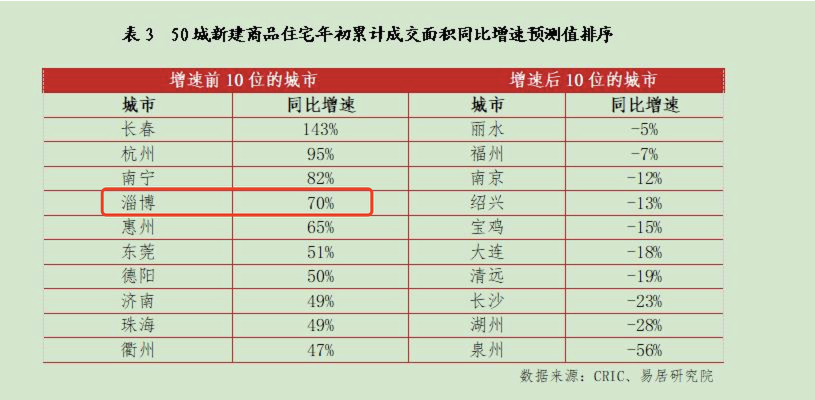 表 3 50 城新建商品住宅年初累计成交面积同比增速预测值排序
增速前 10 位的城市 增速后 10 位的城市
城市 同比增速 城市 同比增速
长春 143% 丽水 -5%
杭州 95% 福州 -7%
南宁 82% 南京 -12%
淄博 70% 绍兴 -13%
惠州 65% 宝鸡 -15%
东莞 51% 大连 -18%
德阳 50% 清远 -19%
济南 49% 长沙 -23%
珠海 49% 湖州 -28%
衢州 47% 泉州 -56%
数据来源：CRIC、易居研究院